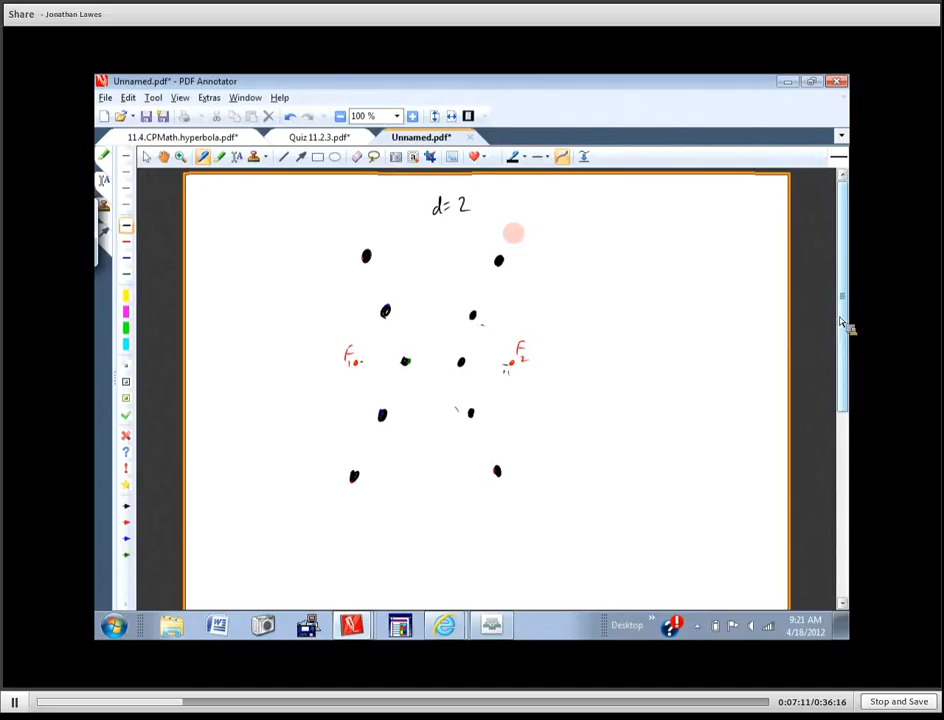 Share - Jonathan Lawes
Unnamed.pdf* - PDF Annotator
File Edit Tool View Extras Window Help
100 %
11.4.CPMath.hyperbola.pdf* Quiz 11.2.3.pdf* Unnamed.pdf*
d= 2
F1 F2
Desktop 9:21 AM
4/18/2012
0:07:11/0:36:16 Stop and Save